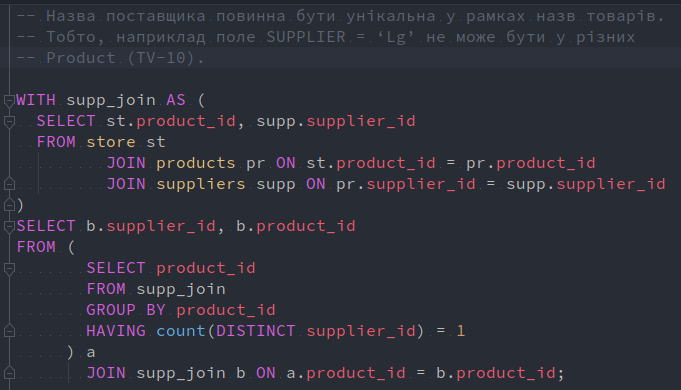 -- Назва поставщика повинна бути унікальна у рамках назв товарів.
-- Тобто, наприклад поле SUPPLIER = ‘Lg’ не може бути у різних
-- Product (TV-10).
WITH supp_join AS (
SELECT st.product_id, supp.supplier_id
FROM store st
JOIN products pr ON st.product_id = pr.product_id
JOIN suppliers supp ON pr.supplier_id = supp.supplier_id
)
SELECT b.supplier_id, b.product_id
FROM (
SELECT product_id
FROM supp_join
GROUP BY product_id
HAVING count(DISTINCT supplier_id) = 1
) a
JOIN supp_join b ON a.product_id = b.product_id;